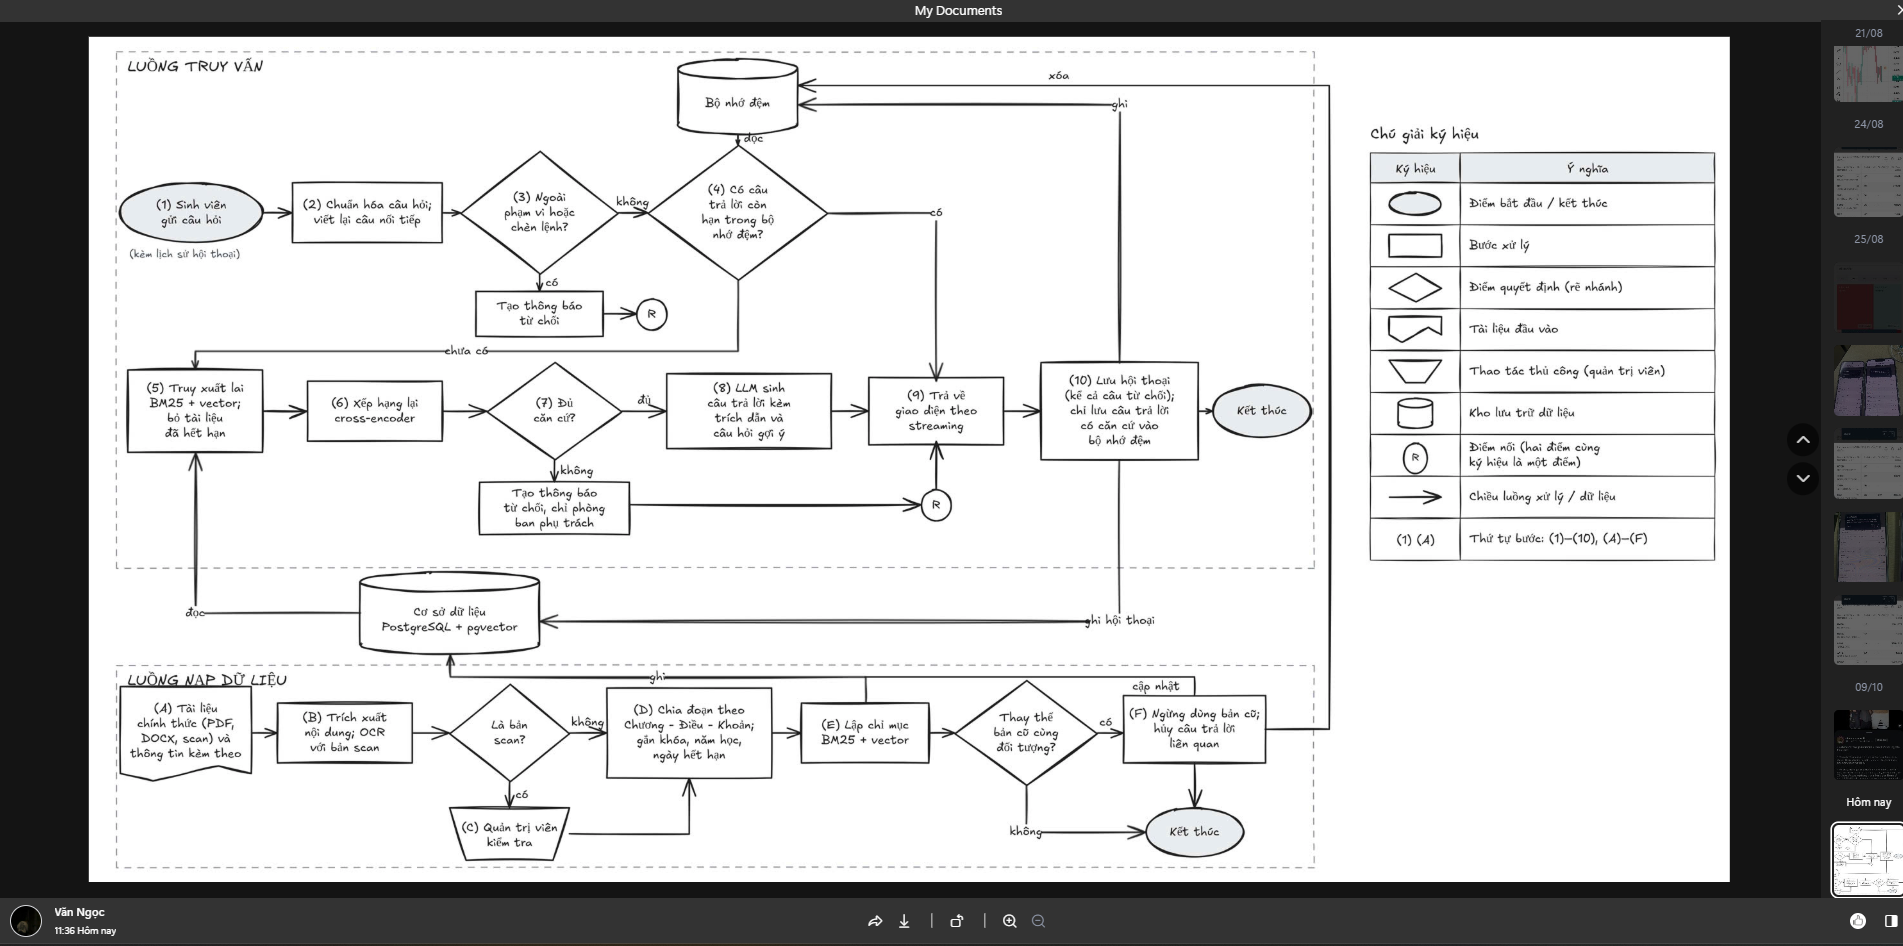 My Documents
LUỒNG TRUY VẤN
Bộ nhớ đệm
xóa
ghi
đọc
(1) Sinh viên
gửi câu hỏi
(kèm lịch sử hội thoại)
(2) Chuẩn hóa câu hỏi;
viết lại câu nối tiếp
(3) Ngoài
phạm vi hoặc
chèn lệnh?
không
(4) Có câu
trả lời còn
hạn trong bộ
nhớ đệm?
có
có
Tạo thông báo
từ chối
R
chưa có
(5) Truy xuất lai
BM25 + vector;
bỏ tài liệu
đã hết hạn
(6) Xếp hạng lại
cross-encoder
(7) Đủ
căn cứ?
đủ
(8) LLM sinh
câu trả lời kèm
trích dẫn và
câu hỏi gợi ý
(9) Trả về
giao diện theo
streaming
(10) Lưu hội thoại
(kể cả câu từ chối);
chỉ lưu câu trả lời
có căn cứ vào
bộ nhớ đệm
Kết thúc
không
Tạo thông báo
từ chối, chỉ phòng
ban phụ trách
R
đọc
Cơ sở dữ liệu
PostgreSQL + pgvector
ghi hội thoại
LUỒNG NẠP DỮ LIỆU
ghi
cập nhật
(A) Tài liệu
chính thức (PDF,
DOCX, scan) và
thông tin kèm theo
(B) Trích xuất
nội dung; OCR
với bản scan
Là bản
scan?
không
(D) Chia đoạn theo
Chương - Điều - Khoản;
gắn khóa, năm học,
ngày hết hạn
(E) Lập chỉ mục
BM25 + vector
Thay thế
bản cũ cùng
đối tượng?
có
(F) Ngừng dùng bản cũ;
hủy câu trả lời
liên quan
có
(C) Quản trị viên
kiểm tra
không
Kết thúc
Chú giải ký hiệu
Ký hiệu
Ý nghĩa
Điểm bắt đầu / kết thúc
Bước xử lý
Điểm quyết định (rẽ nhánh)
Tài liệu đầu vào
Thao tác thủ công (quản trị viên)
Kho lưu trữ dữ liệu
R
Điểm nối (hai điểm cùng
ký hiệu là một điểm)
Chiều luồng xử lý / dữ liệu
(1) (A)
Thứ tự bước: (1)–(10), (A)–(F)
21/08
24/08
25/08
09/10
Hôm nay
Văn Ngọc
11:36 Hôm nay